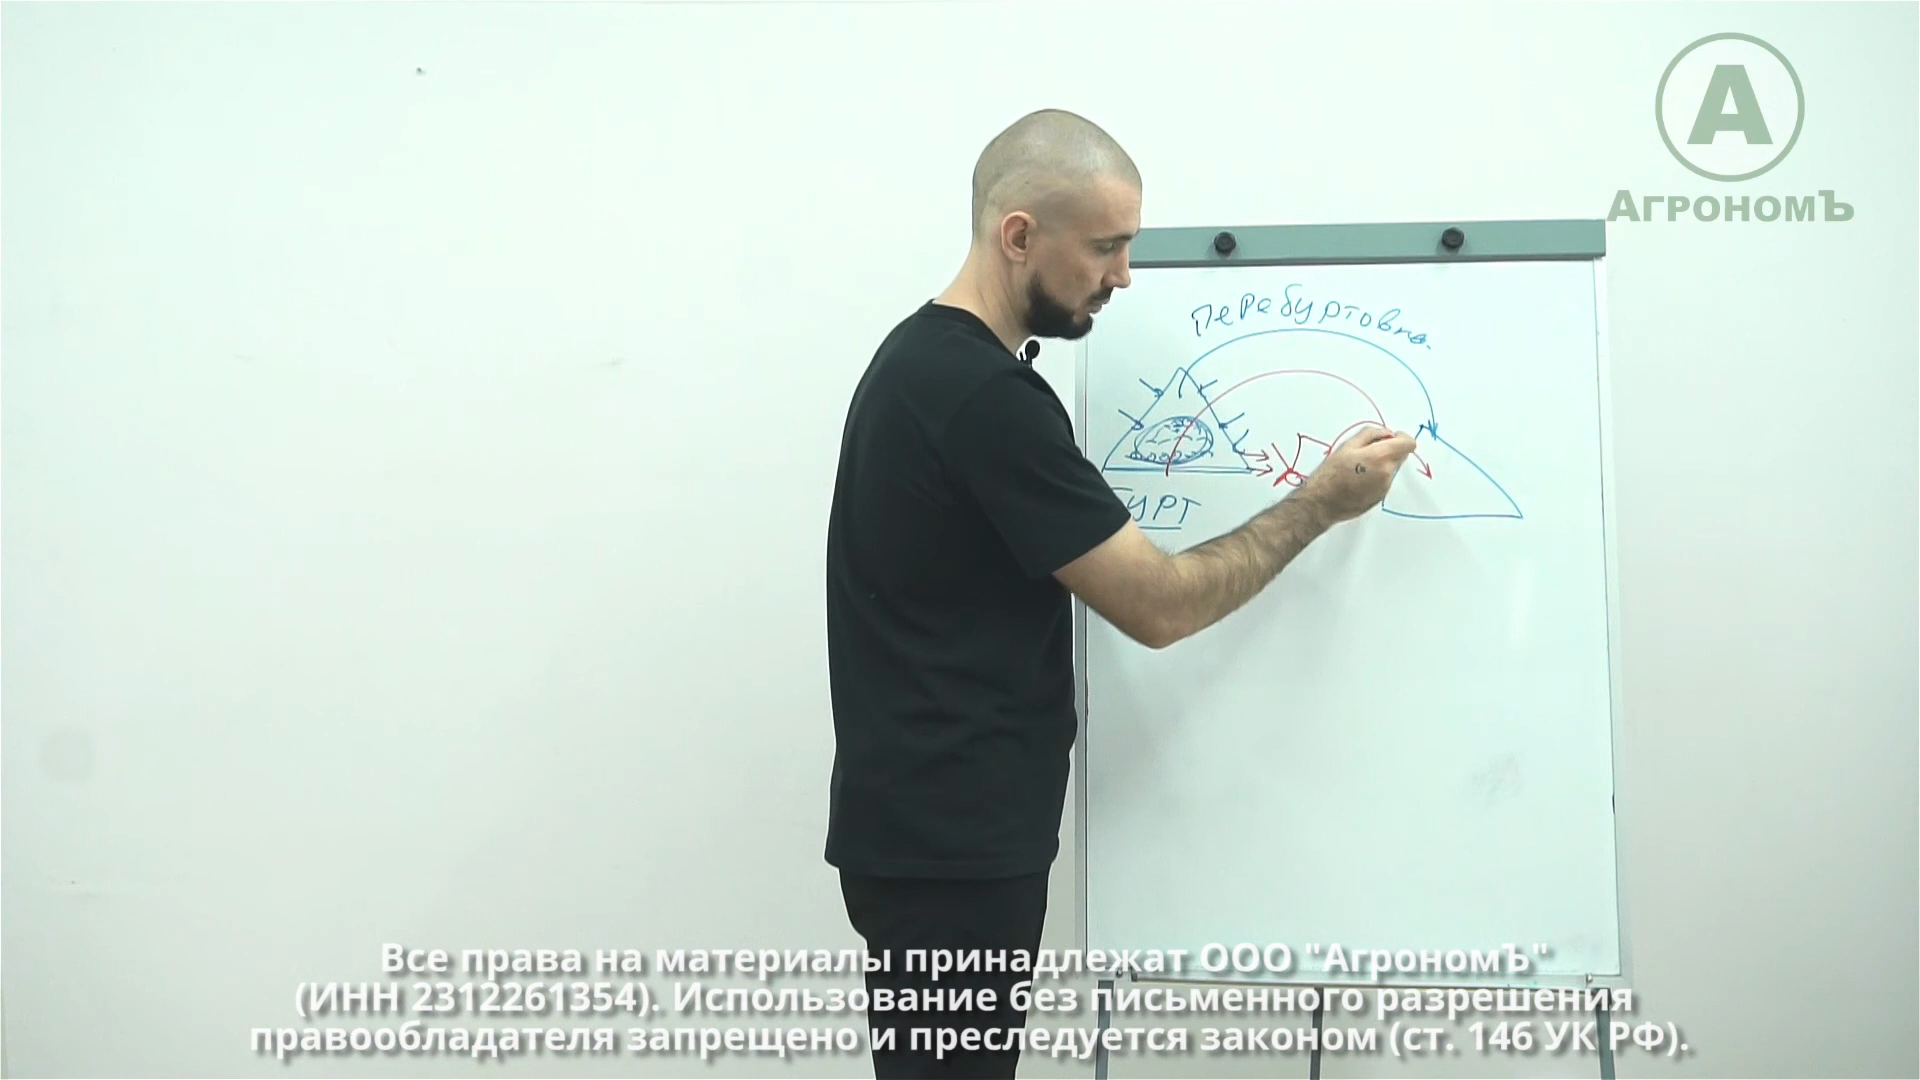 А
АгрономЪ
перебуртовка
БУРТ
Все права на материалы принадлежат ООО "АгрономЪ"
(ИНН 2312261354). Использование без письменного разрешения
правообладателя запрещено и преследуется законом (ст. 146 УК РФ).